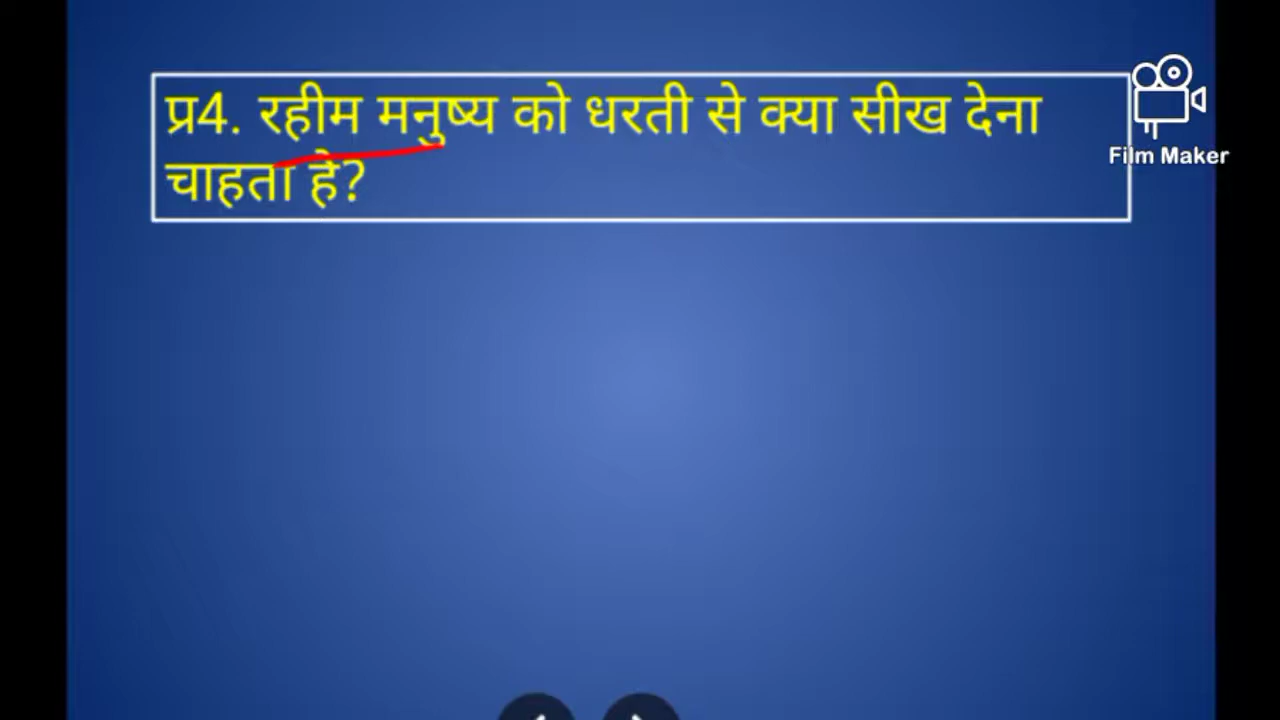 प्र4. रहीम मनुष्य को धरती से क्या सीख देना
चाहता हे?
Film Maker